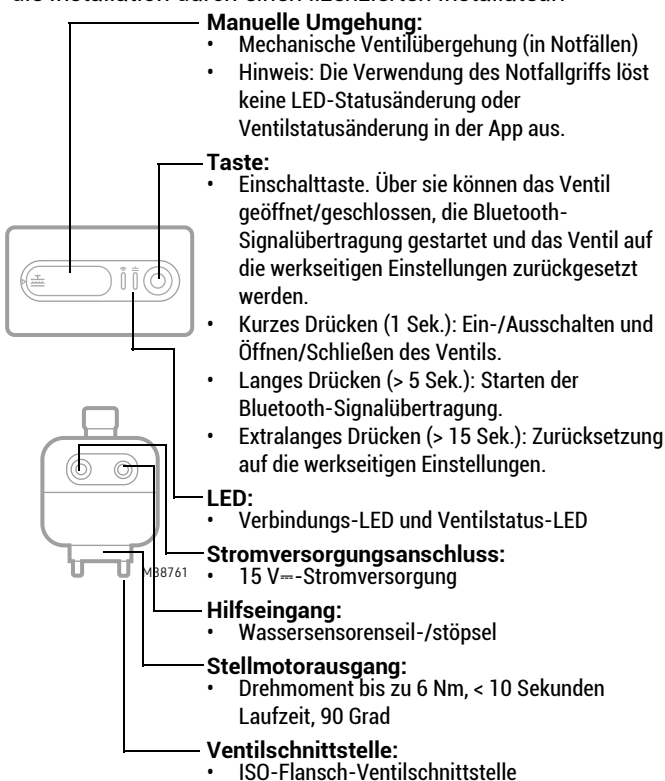 Manuelle Umgehung:
• Mechanische Ventilübergehung (in Notfällen)
• Hinweis: Die Verwendung des Notfallgriffs löst
keine LED-Statusänderung oder
Ventilstatusänderung in der App aus.
Taste:
• Einschalttaste. Über sie können das Ventil
geöffnet/geschlossen, die Bluetooth-
Signalübertragung gestartet und das Ventil auf
die werkseitigen Einstellungen zurückgesetzt
werden.
• Kurzes Drücken (1 Sek.): Ein-/Ausschalten und
Öffnen/Schließen des Ventils.
• Langes Drücken (> 5 Sek.): Starten der
Bluetooth-Signalübertragung.
• Extralanges Drücken (> 15 Sek.): Zurücksetzung
auf die werkseitigen Einstellungen.
LED:
• Verbindungs-LED und Ventilstatus-LED
Stromversorgungsanschluss:
• 15 V⎓-Stromversorgung
Hilfseingang:
• Wassersensorenseil-/stöpsel
Stellmotorausgang:
• Drehmoment bis zu 6 Nm, < 10 Sekunden
Laufzeit, 90 Grad
Ventilschnittstelle:
• ISO-Flansch-Ventilschnittstelle